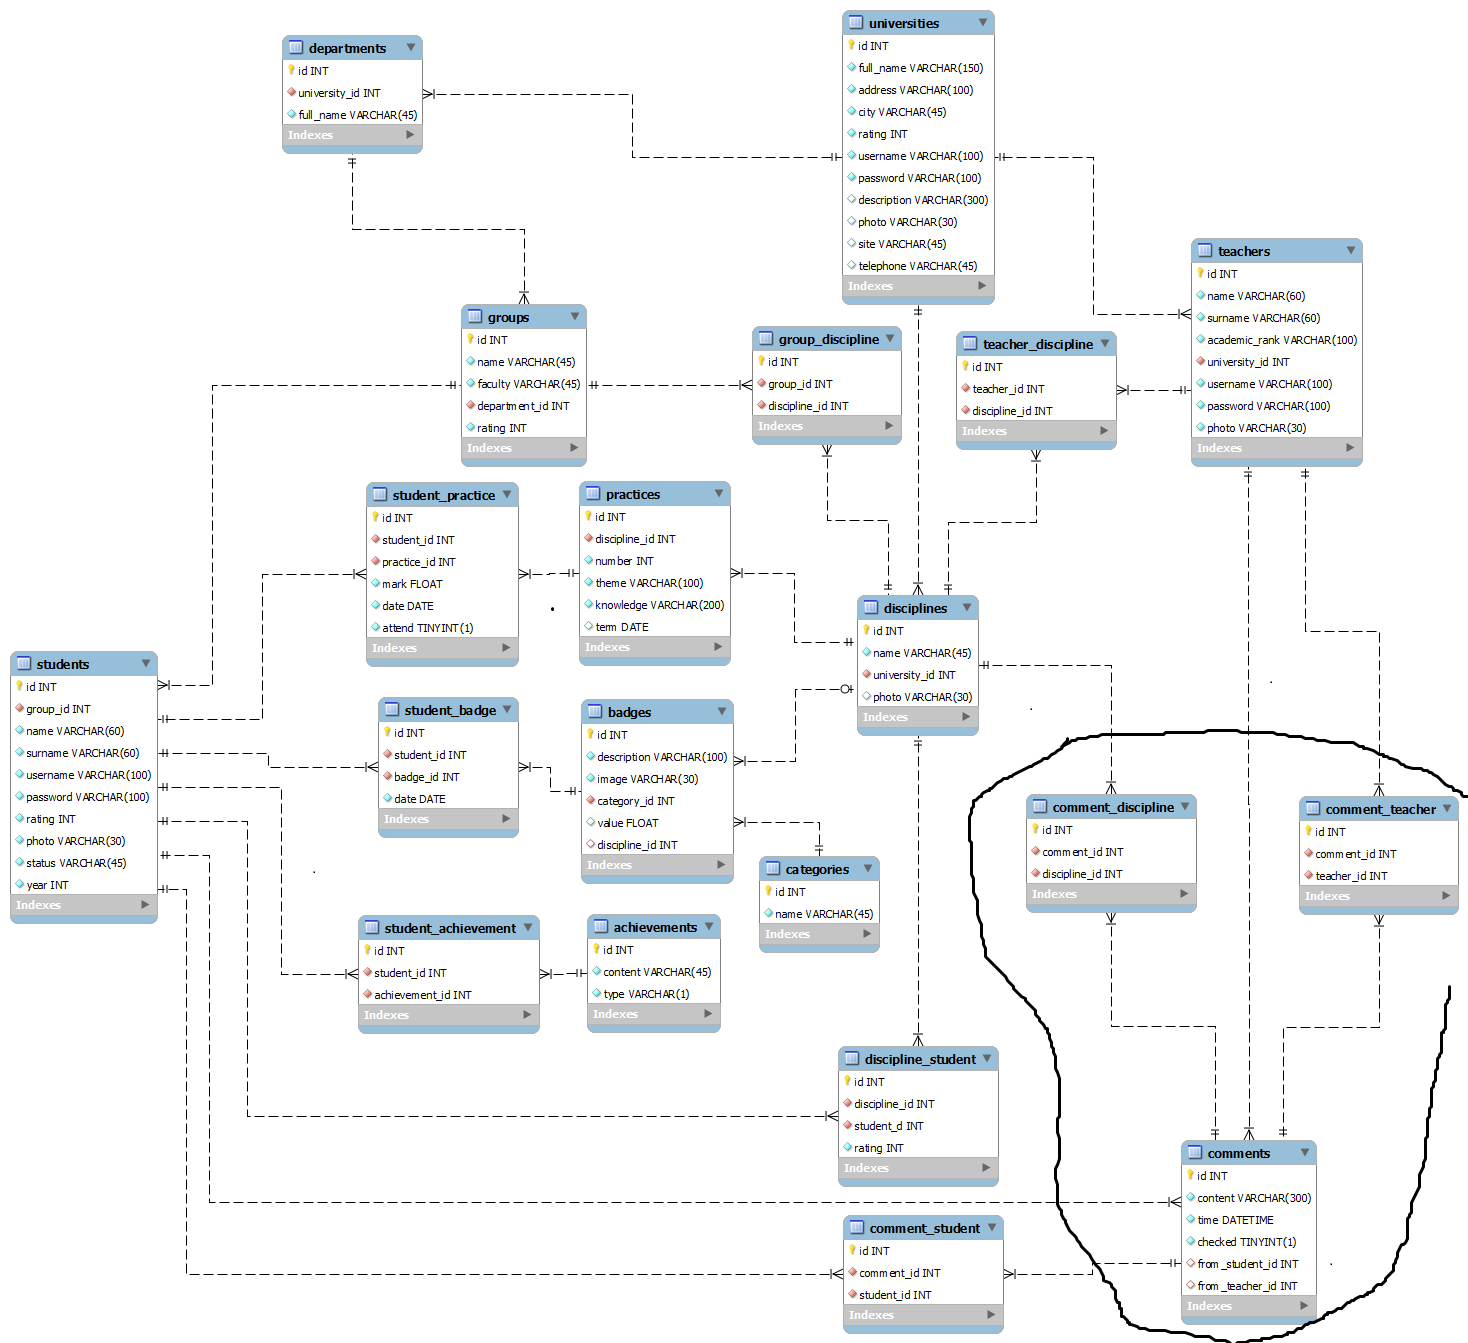 departments
id INT
university_id INT
full_name VARCHAR(45)
Indexes
universities
id INT
full_name VARCHAR(150)
address VARCHAR(100)
city VARCHAR(45)
rating INT
username VARCHAR(100)
password VARCHAR(100)
description VARCHAR(300)
photo VARCHAR(30)
site VARCHAR(45)
telephone VARCHAR(45)
Indexes
teachers
id INT
name VARCHAR(60)
surname VARCHAR(60)
academic_rank VARCHAR(100)
university_id INT
username VARCHAR(100)
password VARCHAR(100)
photo VARCHAR(30)
Indexes
groups
id INT
name VARCHAR(45)
faculty VARCHAR(45)
department_id INT
rating INT
Indexes
group_discipline
id INT
group_id INT
discipline_id INT
Indexes
teacher_discipline
id INT
teacher_id INT
discipline_id INT
Indexes
student_practice
id INT
student_id INT
practice_id INT
mark FLOAT
date DATE
attend TINYINT(1)
Indexes
practices
id INT
discipline_id INT
number INT
theme VARCHAR(100)
knowledge VARCHAR(200)
term DATE
Indexes
disciplines
id INT
name VARCHAR(45)
university_id INT
photo VARCHAR(30)
Indexes
students
id INT
group_id INT
name VARCHAR(60)
surname VARCHAR(60)
username VARCHAR(100)
password VARCHAR(100)
rating INT
photo VARCHAR(30)
status VARCHAR(45)
year INT
Indexes
student_badge
id INT
student_id INT
badge_id INT
date DATE
Indexes
badges
id INT
description VARCHAR(100)
image VARCHAR(30)
category_id INT
value FLOAT
discipline_id INT
Indexes
categories
id INT
name VARCHAR(45)
Indexes
comment_discipline
id INT
comment_id INT
discipline_id INT
Indexes
comment_teacher
id INT
comment_id INT
teacher_id INT
Indexes
student_achievement
id INT
student_id INT
achievement_id INT
Indexes
achievements
id INT
content VARCHAR(45)
type VARCHAR(1)
Indexes
discipline_student
id INT
discipline_id INT
student_d INT
rating INT
Indexes
comments
id INT
content VARCHAR(300)
time DATETIME
checked TINYINT(1)
from_student_id INT
from_teacher_id INT
Indexes
comment_student
id INT
comment_id INT
student_id INT
Indexes